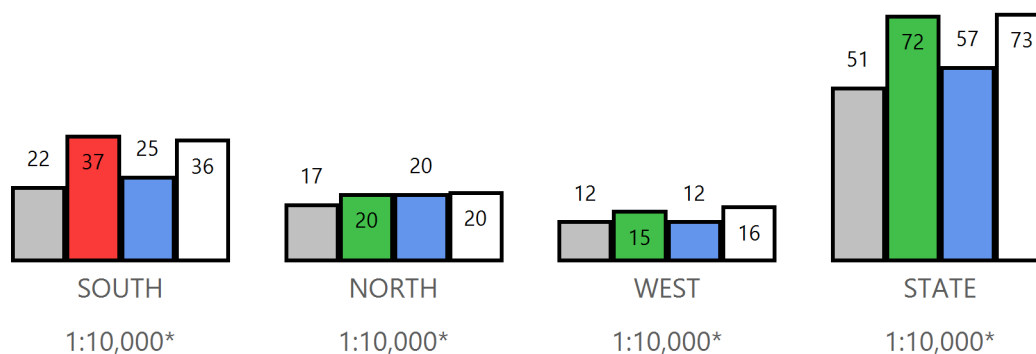 22 37 25 36
17 20 20 20
12 15 12 16
51 72 57 73
SOUTH NORTH WEST STATE
1:10,000* 1:10,000* 1:10,000* 1:10,000*